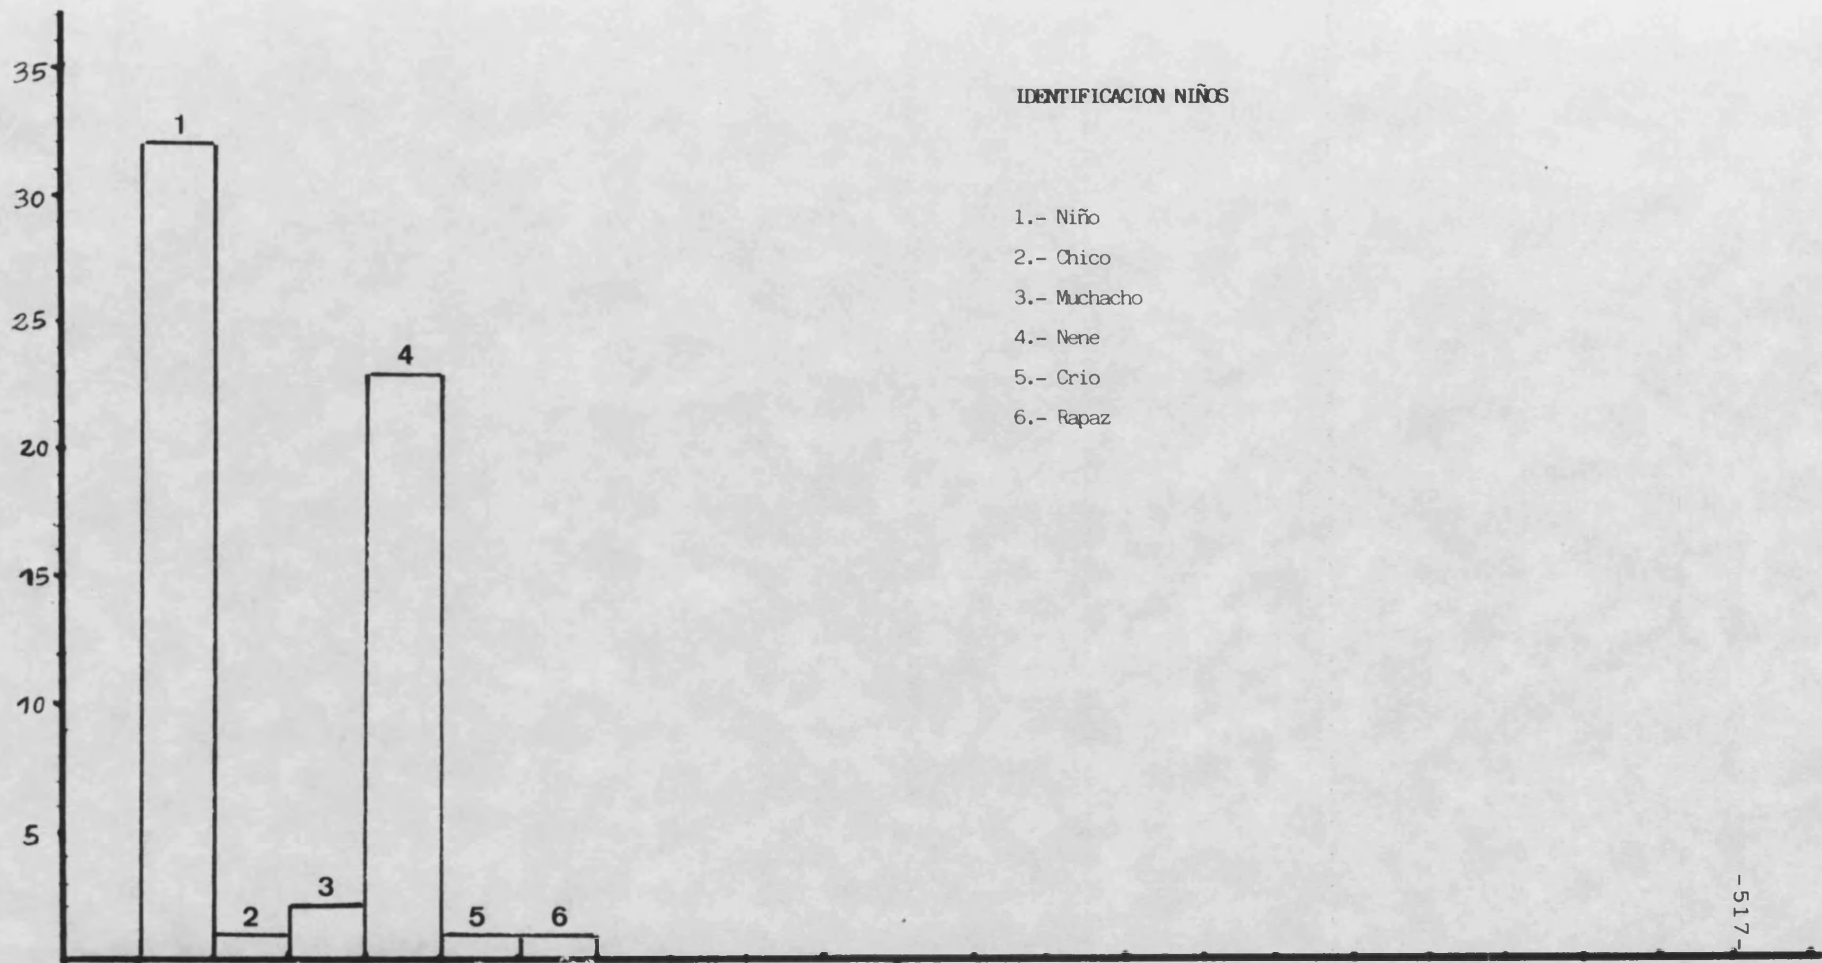 35
30
25
20
15
10
5
1
2
3
4
5
6
IDENTIFICACION NIÑOS
1.- Niño
2.- Chico
3.- Muchacho
4.- Nene
5.- Crio
6.- Rapaz
-517-